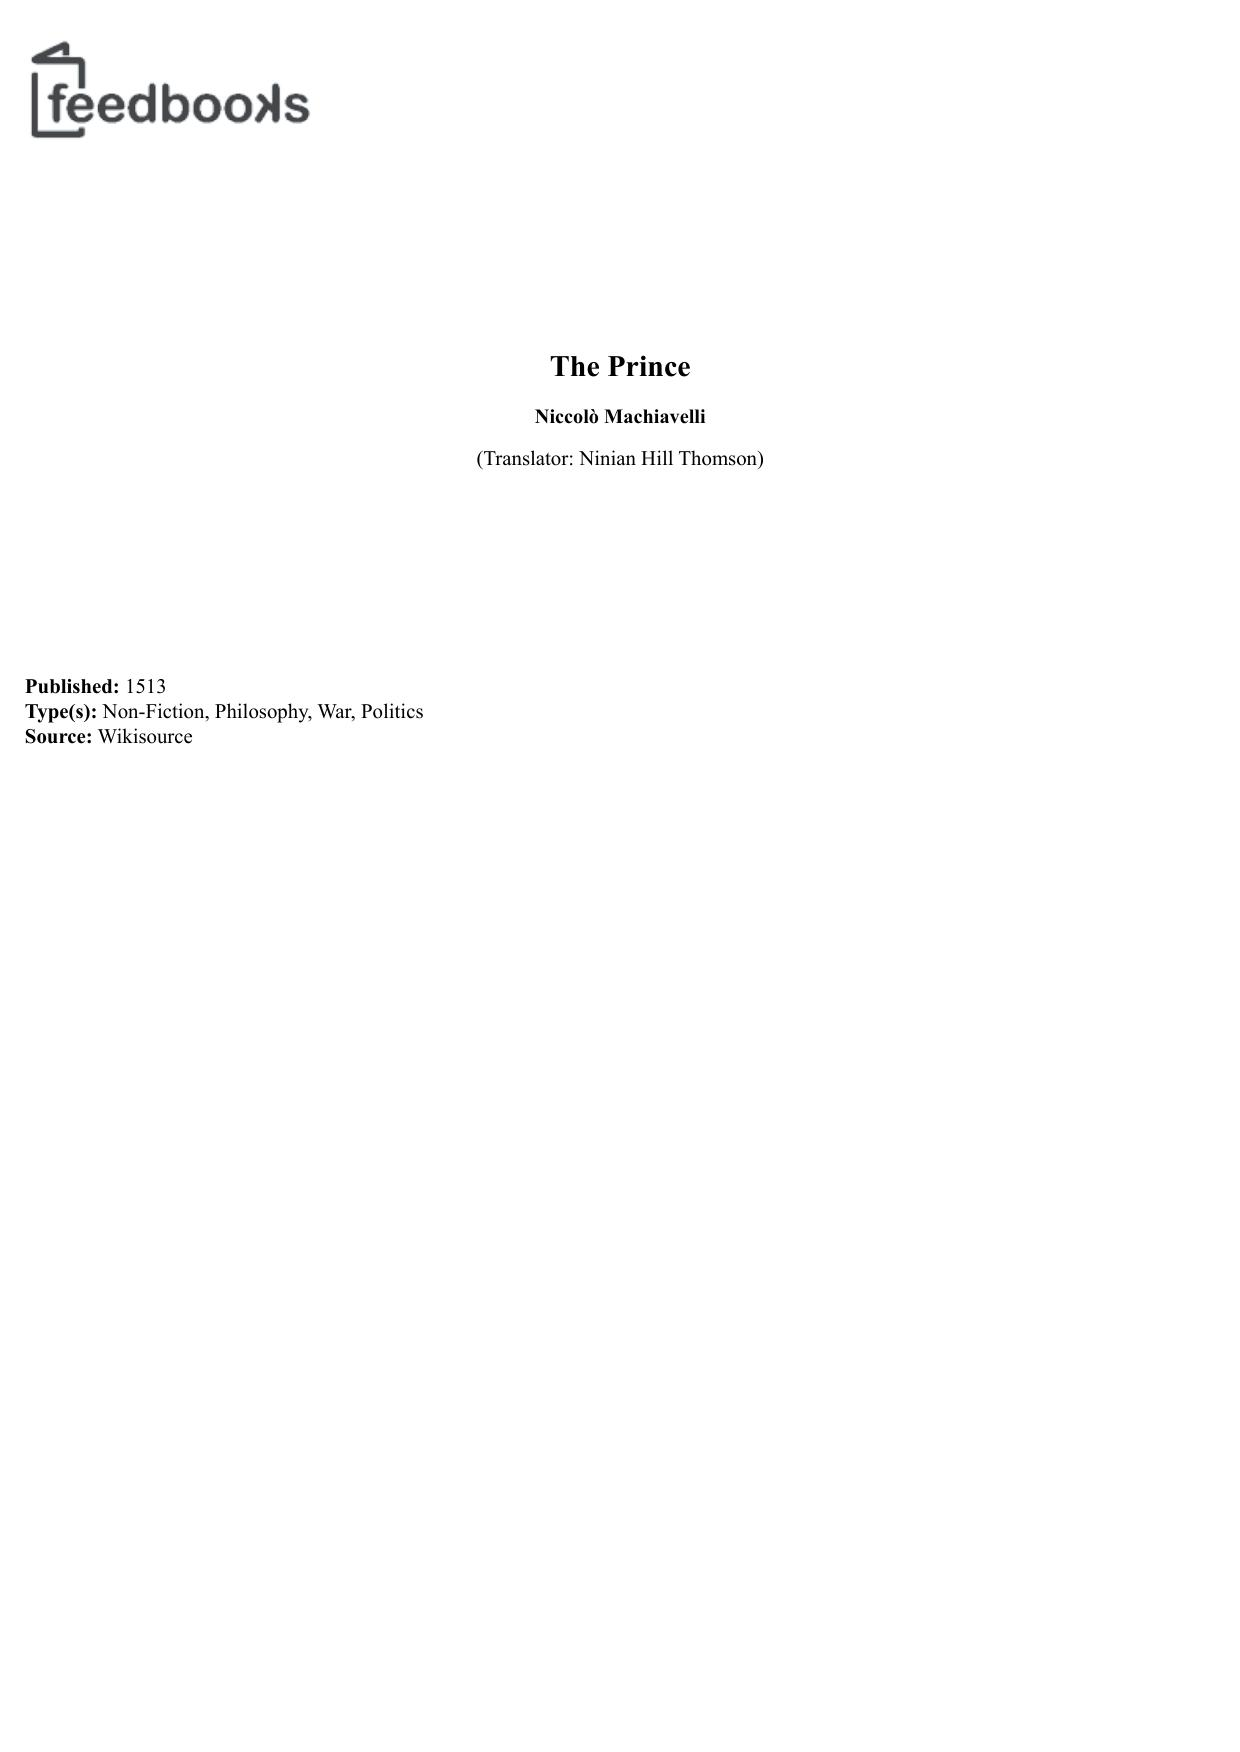 feedbooks
The Prince
Niccolò Machiavelli
(Translator: Ninian Hill Thomson)
Published: 1513
Type(s): Non-Fiction, Philosophy, War, Politics
Source: Wikisource